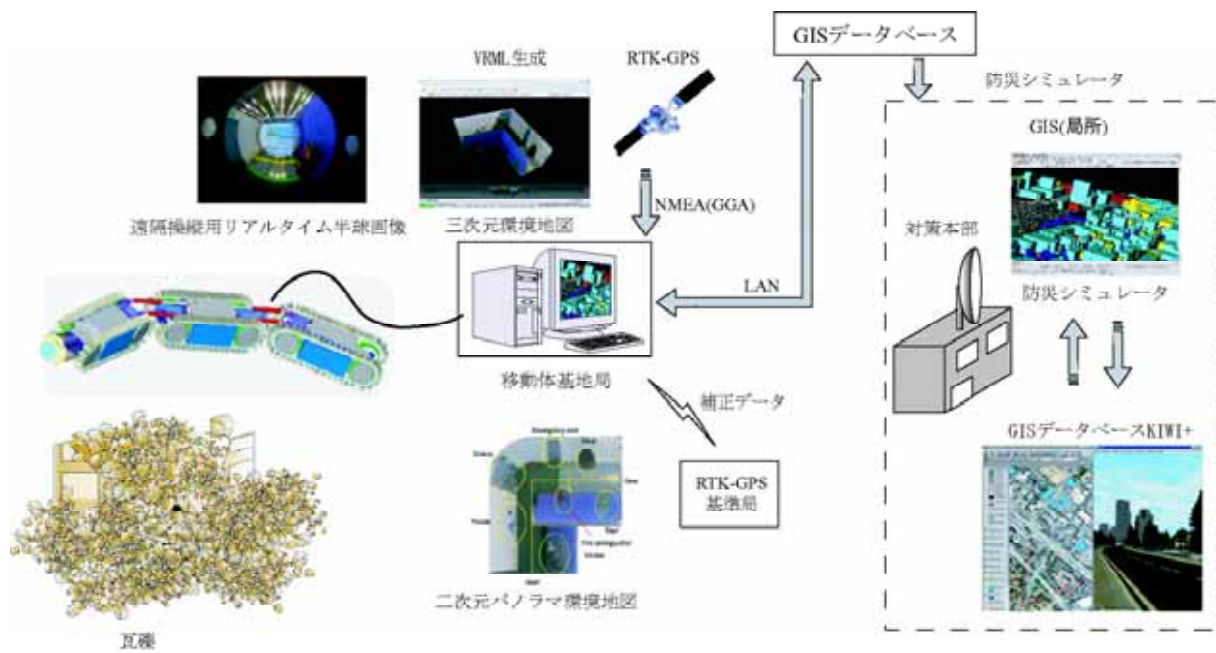 GISデータベース
VRML生成
RTK-GPS
防災シミュレータ
GIS(局所)
NMEA(GGA)
遠隔操縦用リアルタイム半球画像
三次元環境地図
対策本部
LAN
防災シミュレータ
移動体基地局
補正データ
GISデータベースKIWI+
RTK-GPS
基準局
二次元パノラマ環境地図
瓦礫